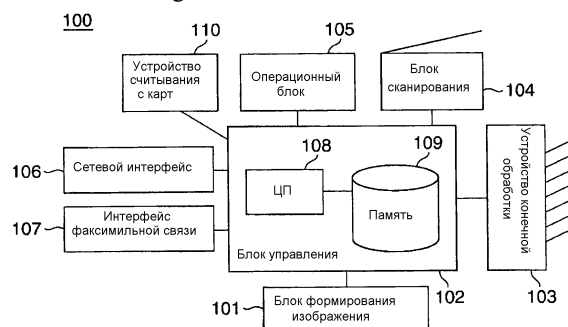 100
110
Устройство
считывания
с карт
105
Операционный
блок
Блок
сканирования
104
106
Сетевой интерфейс
107
Интерфейс
факсимильной связи
108
ЦП
109
Память
Блок управления
102
Устройство конечной
обработки
103
101
Блок формирования
изображения